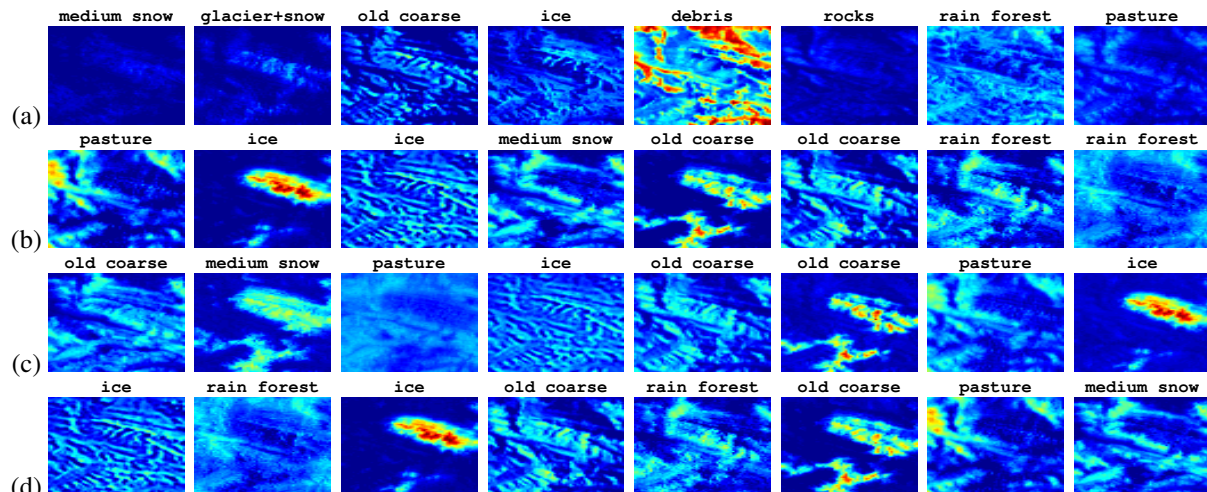 medium snow glacier+snow old coarse ice debris rocks rain forest pasture
(a)
pasture ice ice medium snow old coarse old coarse rain forest rain forest
(b)
old coarse medium snow pasture ice old coarse old coarse pasture ice
(c)
ice rain forest ice old coarse rain forest old coarse pasture medium snow
(d)